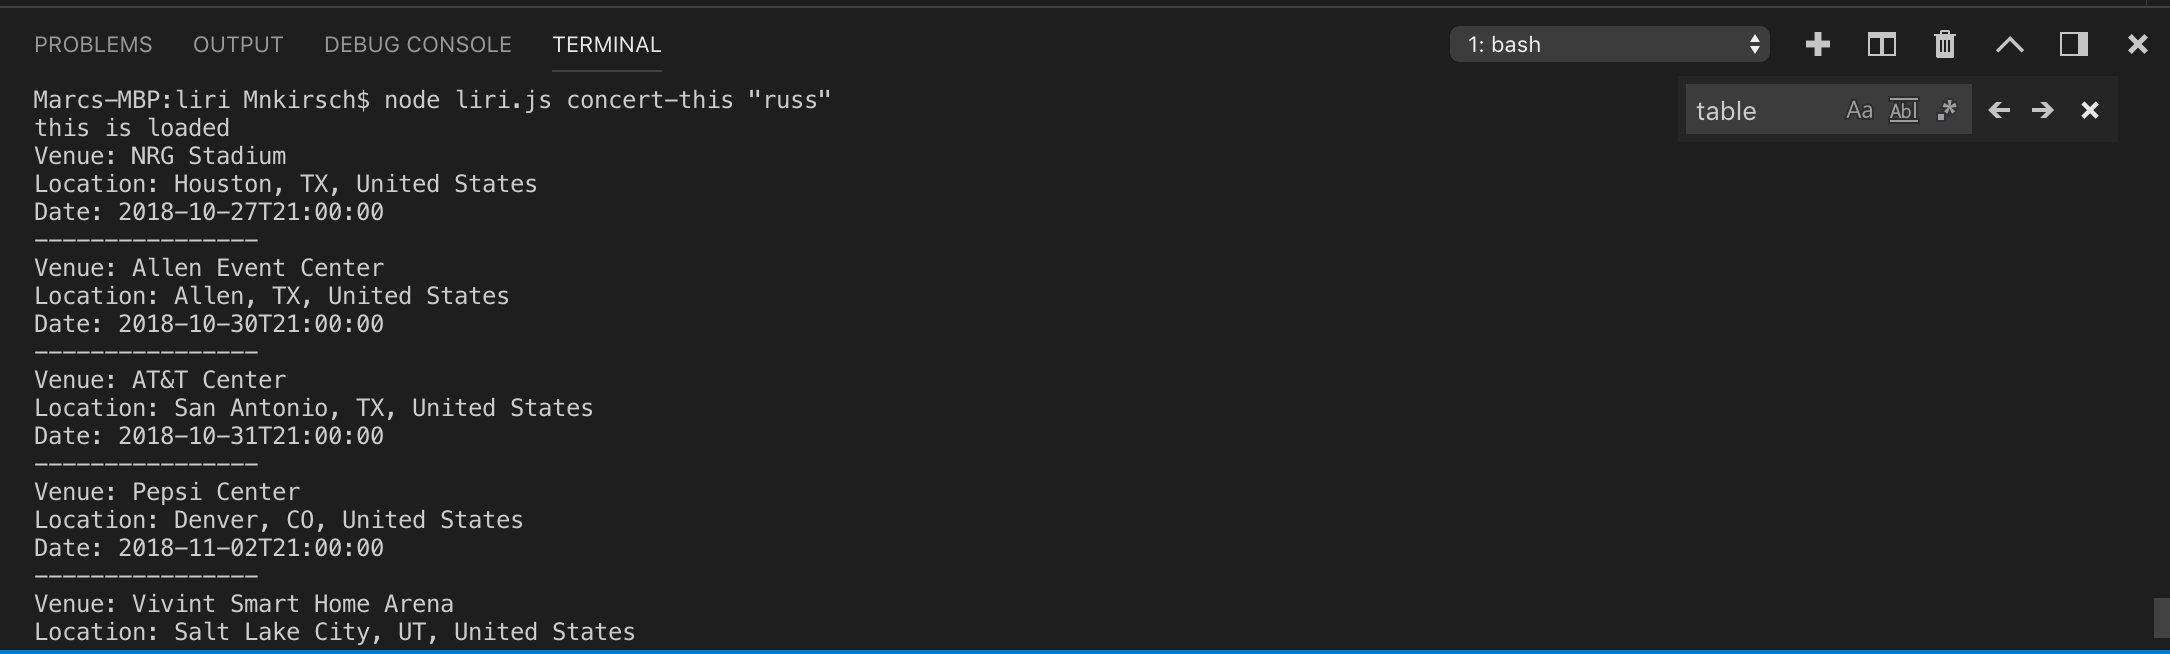 PROBLEMS OUTPUT DEBUG CONSOLE TERMINAL 1: bash
table Aa Abl .*
Marcs-MBP:liri Mnkirsch$ node liri.js concert-this "russ"
this is loaded
Venue: NRG Stadium
Location: Houston, TX, United States
Date: 2018-10-27T21:00:00
----------------
Venue: Allen Event Center
Location: Allen, TX, United States
Date: 2018-10-30T21:00:00
----------------
Venue: AT&T Center
Location: San Antonio, TX, United States
Date: 2018-10-31T21:00:00
----------------
Venue: Pepsi Center
Location: Denver, CO, United States
Date: 2018-11-02T21:00:00
----------------
Venue: Vivint Smart Home Arena
Location: Salt Lake City, UT, United States